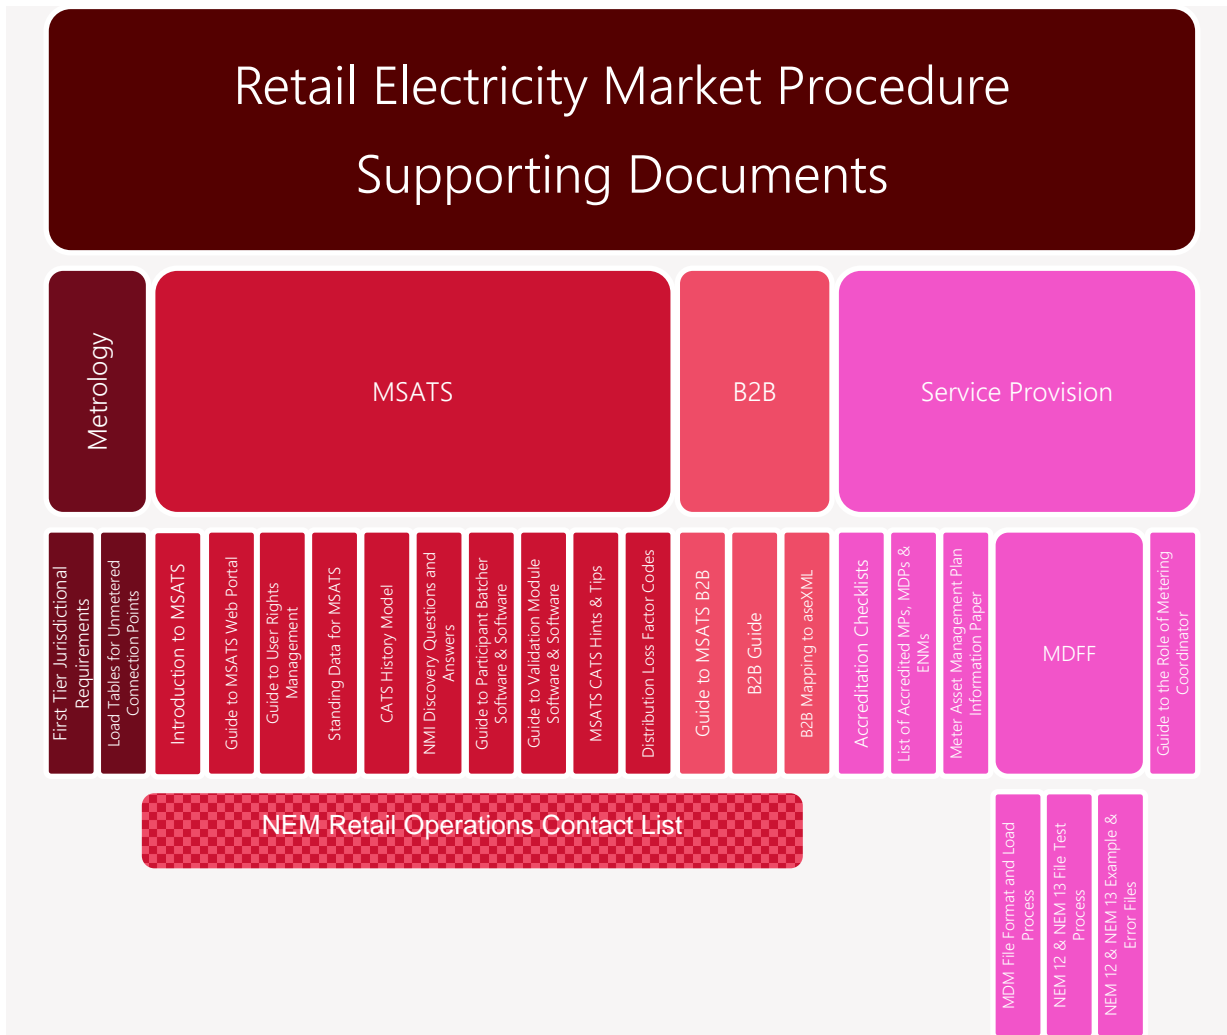 Retail Electricity Market Procedure
Supporting Documents
Metrology
MSATS
B2B
Service Provision
First Tier Jurisdictional
Requirements
Load Tables for Unmetered
Connection Points
Introduction to MSATS
Guide to MSATS Web Portal
Guide to User Rights
Management
Standing Data for MSATS
CATS History Model
NMI Discovery Questions and
Answers
Guide to Participant Batcher
Software & Software
Guide to Validation Module
Software & Software
MSATS CATS Hints & Tips
Distribution Loss Factor Codes
Guide to MSATS B2B
B2B Guide
B2B Mapping to aseXML
Accreditation Checklists
List of Accredited MPs, MDPs &
ENMs
Meter Asset Management Plan
Information Paper
MDFF
Guide to the Role of Metering
Coordinator
NEM Retail Operations Contact List
MDM File Format and Load
Process
NEM 12 & NEM 13 File Test
Process
NEM 12 & NEM 13 Example &
Error Files